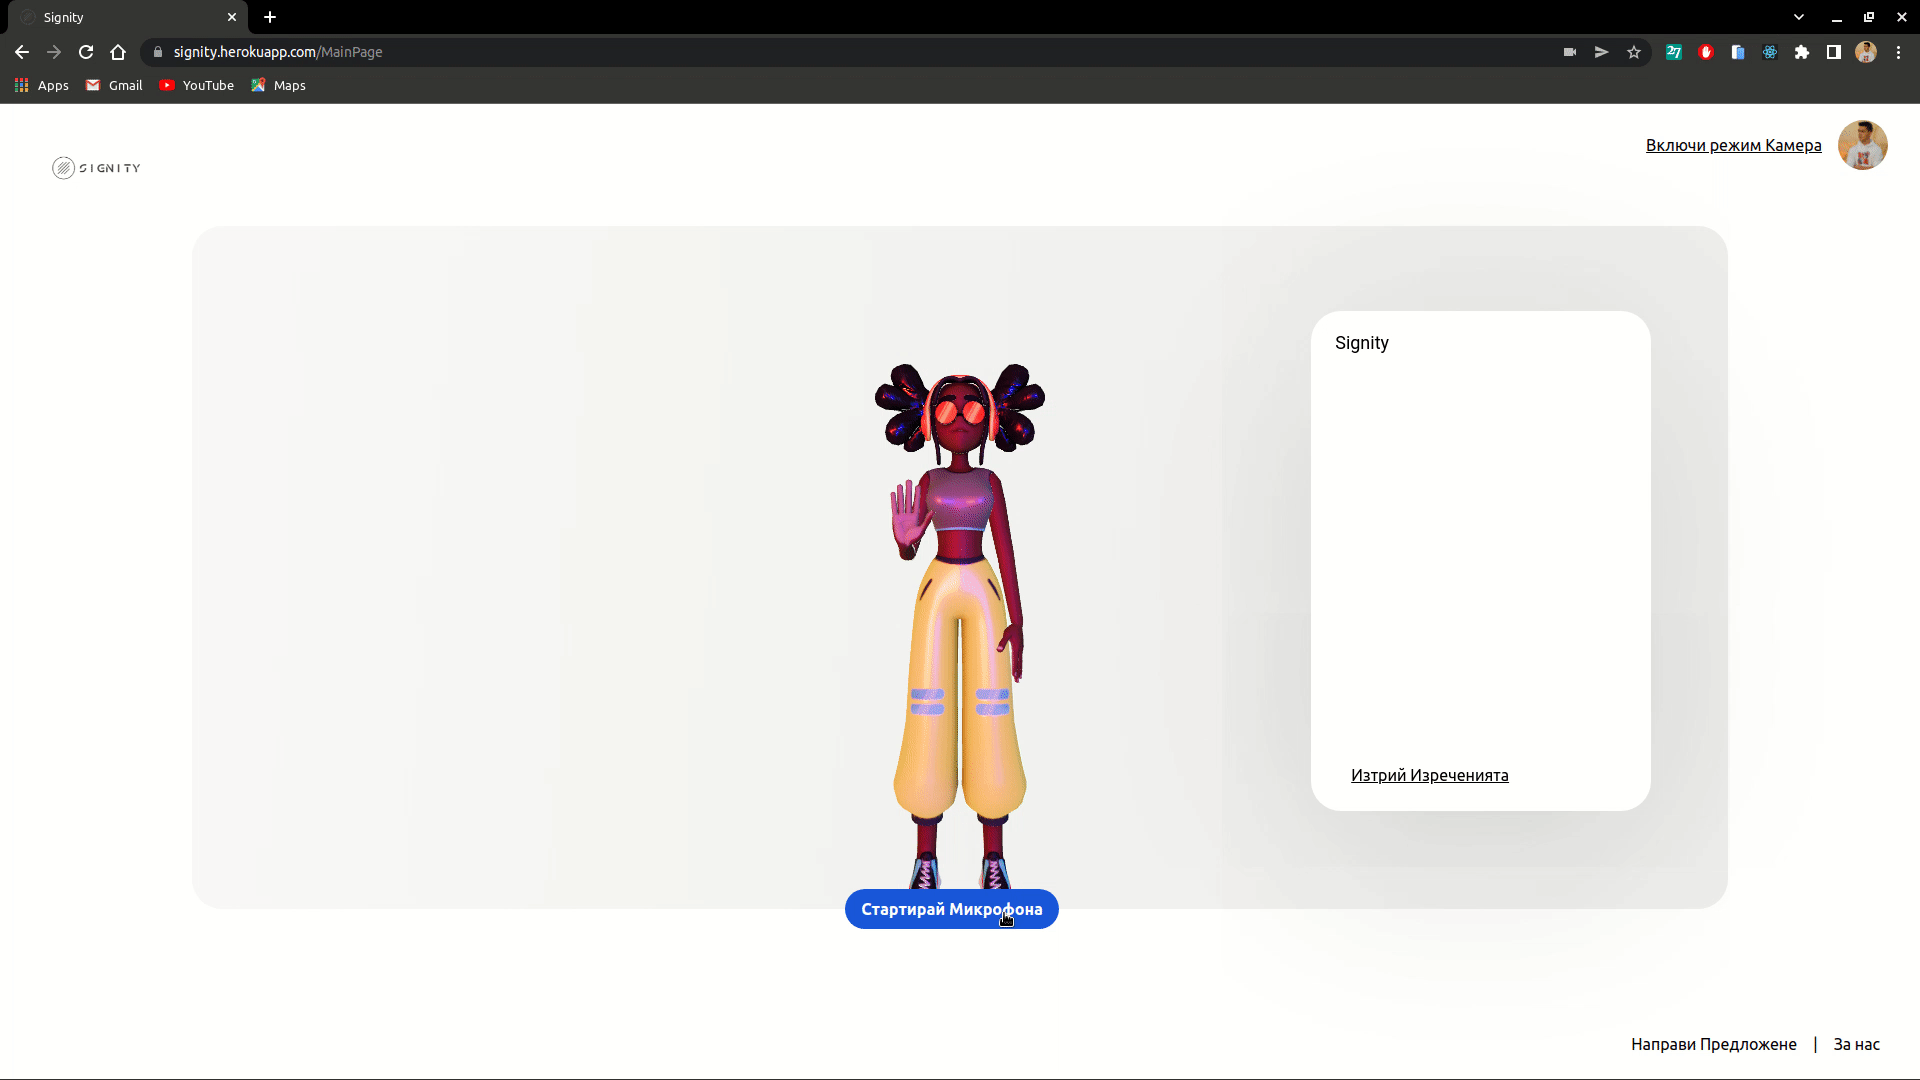 Signity
signity.herokuapp.com/MainPage
27
Apps
Gmail
YouTube
Maps
SIGNITY
Включи режим Камера
Signity
Изтрий Изреченията
Стартирай Микрофона
Направи Предложене | За нас